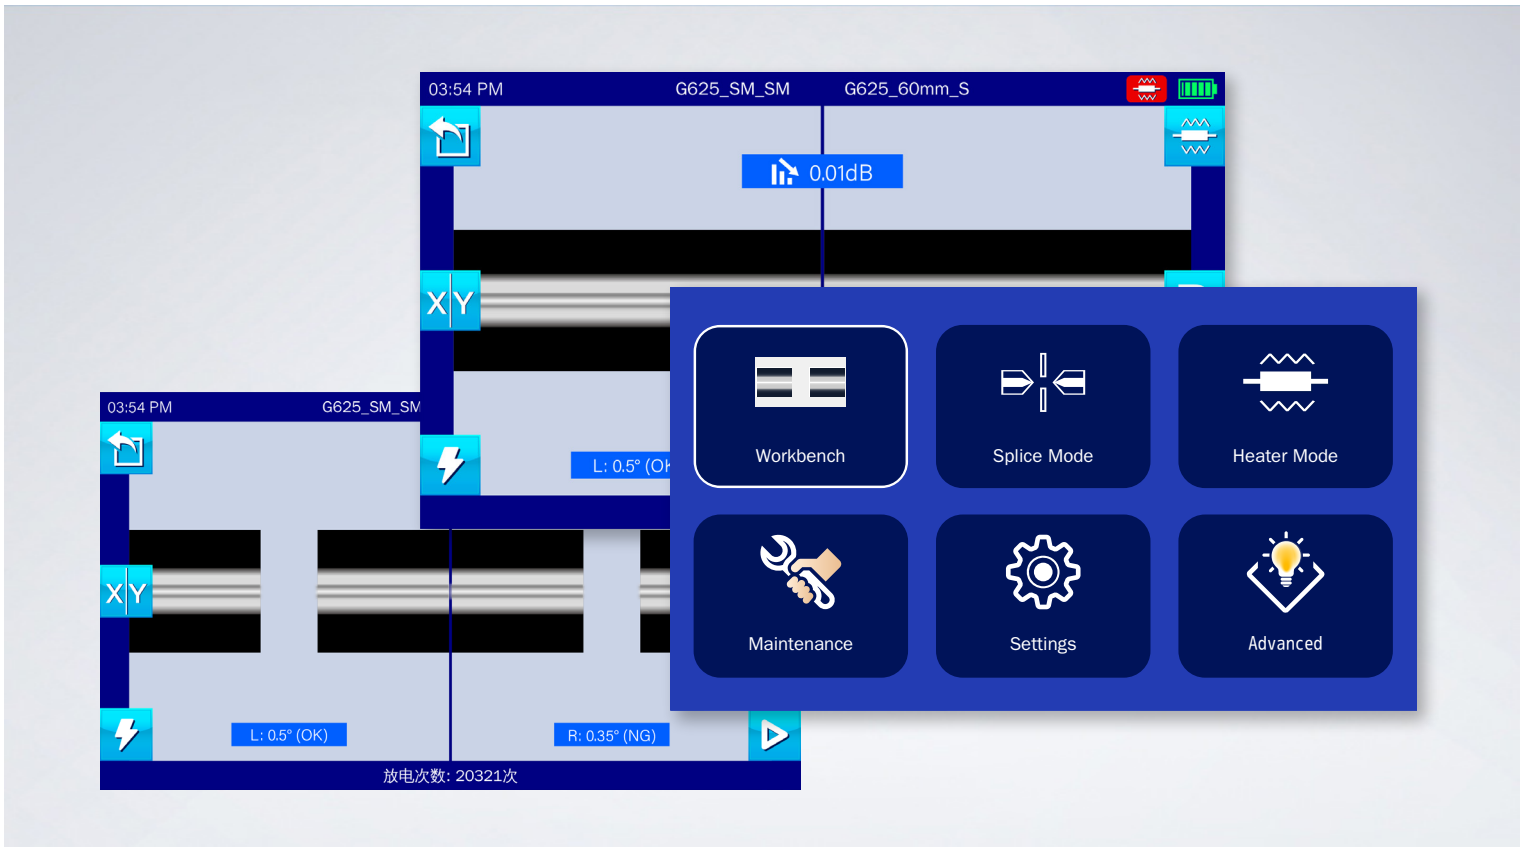 03:54 PM G625_SM_SM G625_60mm_S
0.01dB
X Y
L: 0.5° (OK
Workbench
Splice Mode
Heater Mode
Maintenance
Settings
Advanced
03:54 PM G625_SM_SM
X Y
L: 0.5° (OK)
R: 0.35° (NG)
放电次数: 20321次